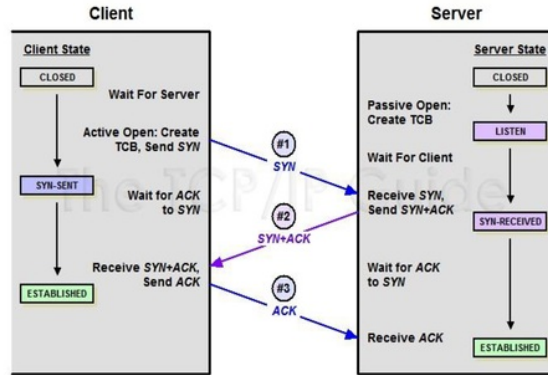 Client
Server
Client State
Server State
CLOSED
CLOSED
Wait For Server
Passive Open:
Create TCB
LISTEN
Active Open: Create
TCB, Send SYN
#1
SYN
Wait For Client
SYN-SENT
The TCP/IP Guide
Wait for ACK
to SYN
#2
SYN+ACK
Receive SYN,
Send SYN+ACK
SYN-RECEIVED
Receive SYN+ACK,
Send ACK
Wait for ACK
to SYN
ESTABLISHED
#3
ACK
Receive ACK
ESTABLISHED